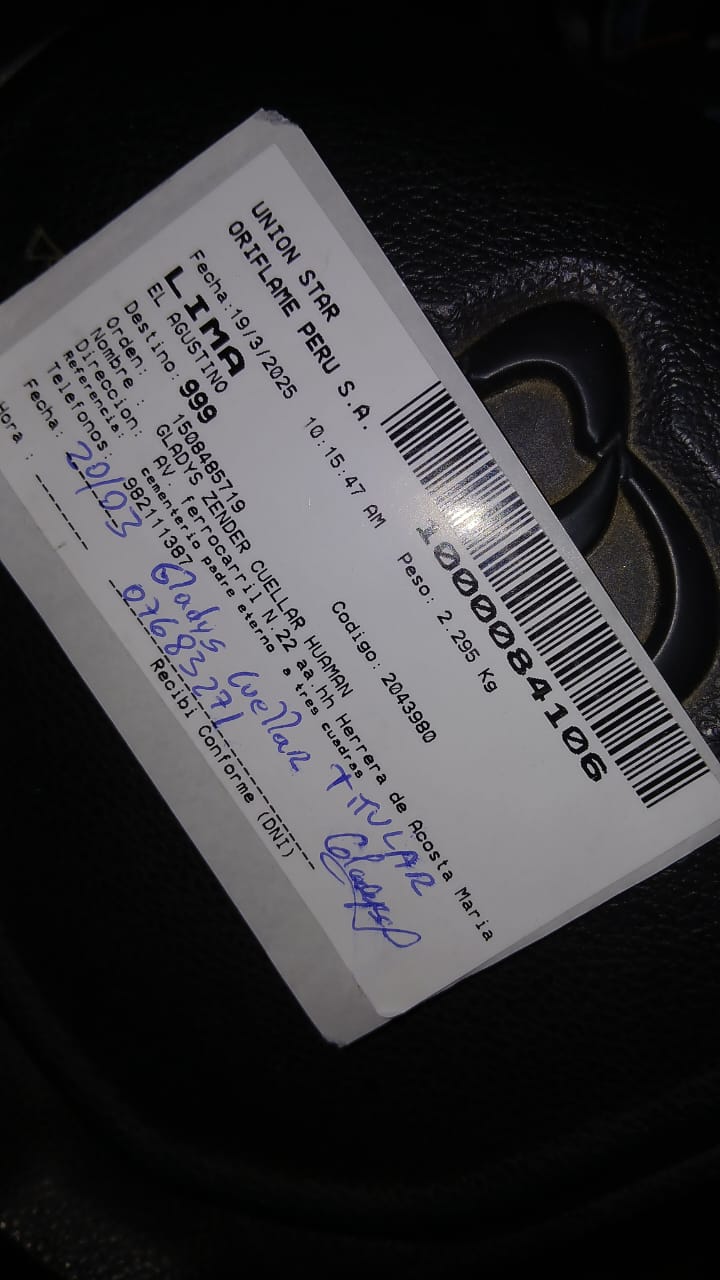 UNION STAR
ORIFLAME PERU S.A.
1000084106
Fecha.:19/3/2025 10:15:47 AM Peso: 2.295 Kg
LIMA
EL AGUSTINO
Destino: 999 Codigo: 2043980
Orden: 1508485719
Nombre : GLADYS ZENDER CUELLAR HUAMAN
Direccion: AV. ferrocarril N.22 aa.hh Herrera de Acosta Maria
Referencia: cementerio padre eterno a tres cuadras
Telefonos: 982111387
Fecha: 20/03 Gladys Cuellar TITULAR
07683271
Hora :
Recibi Conforme (DNI)